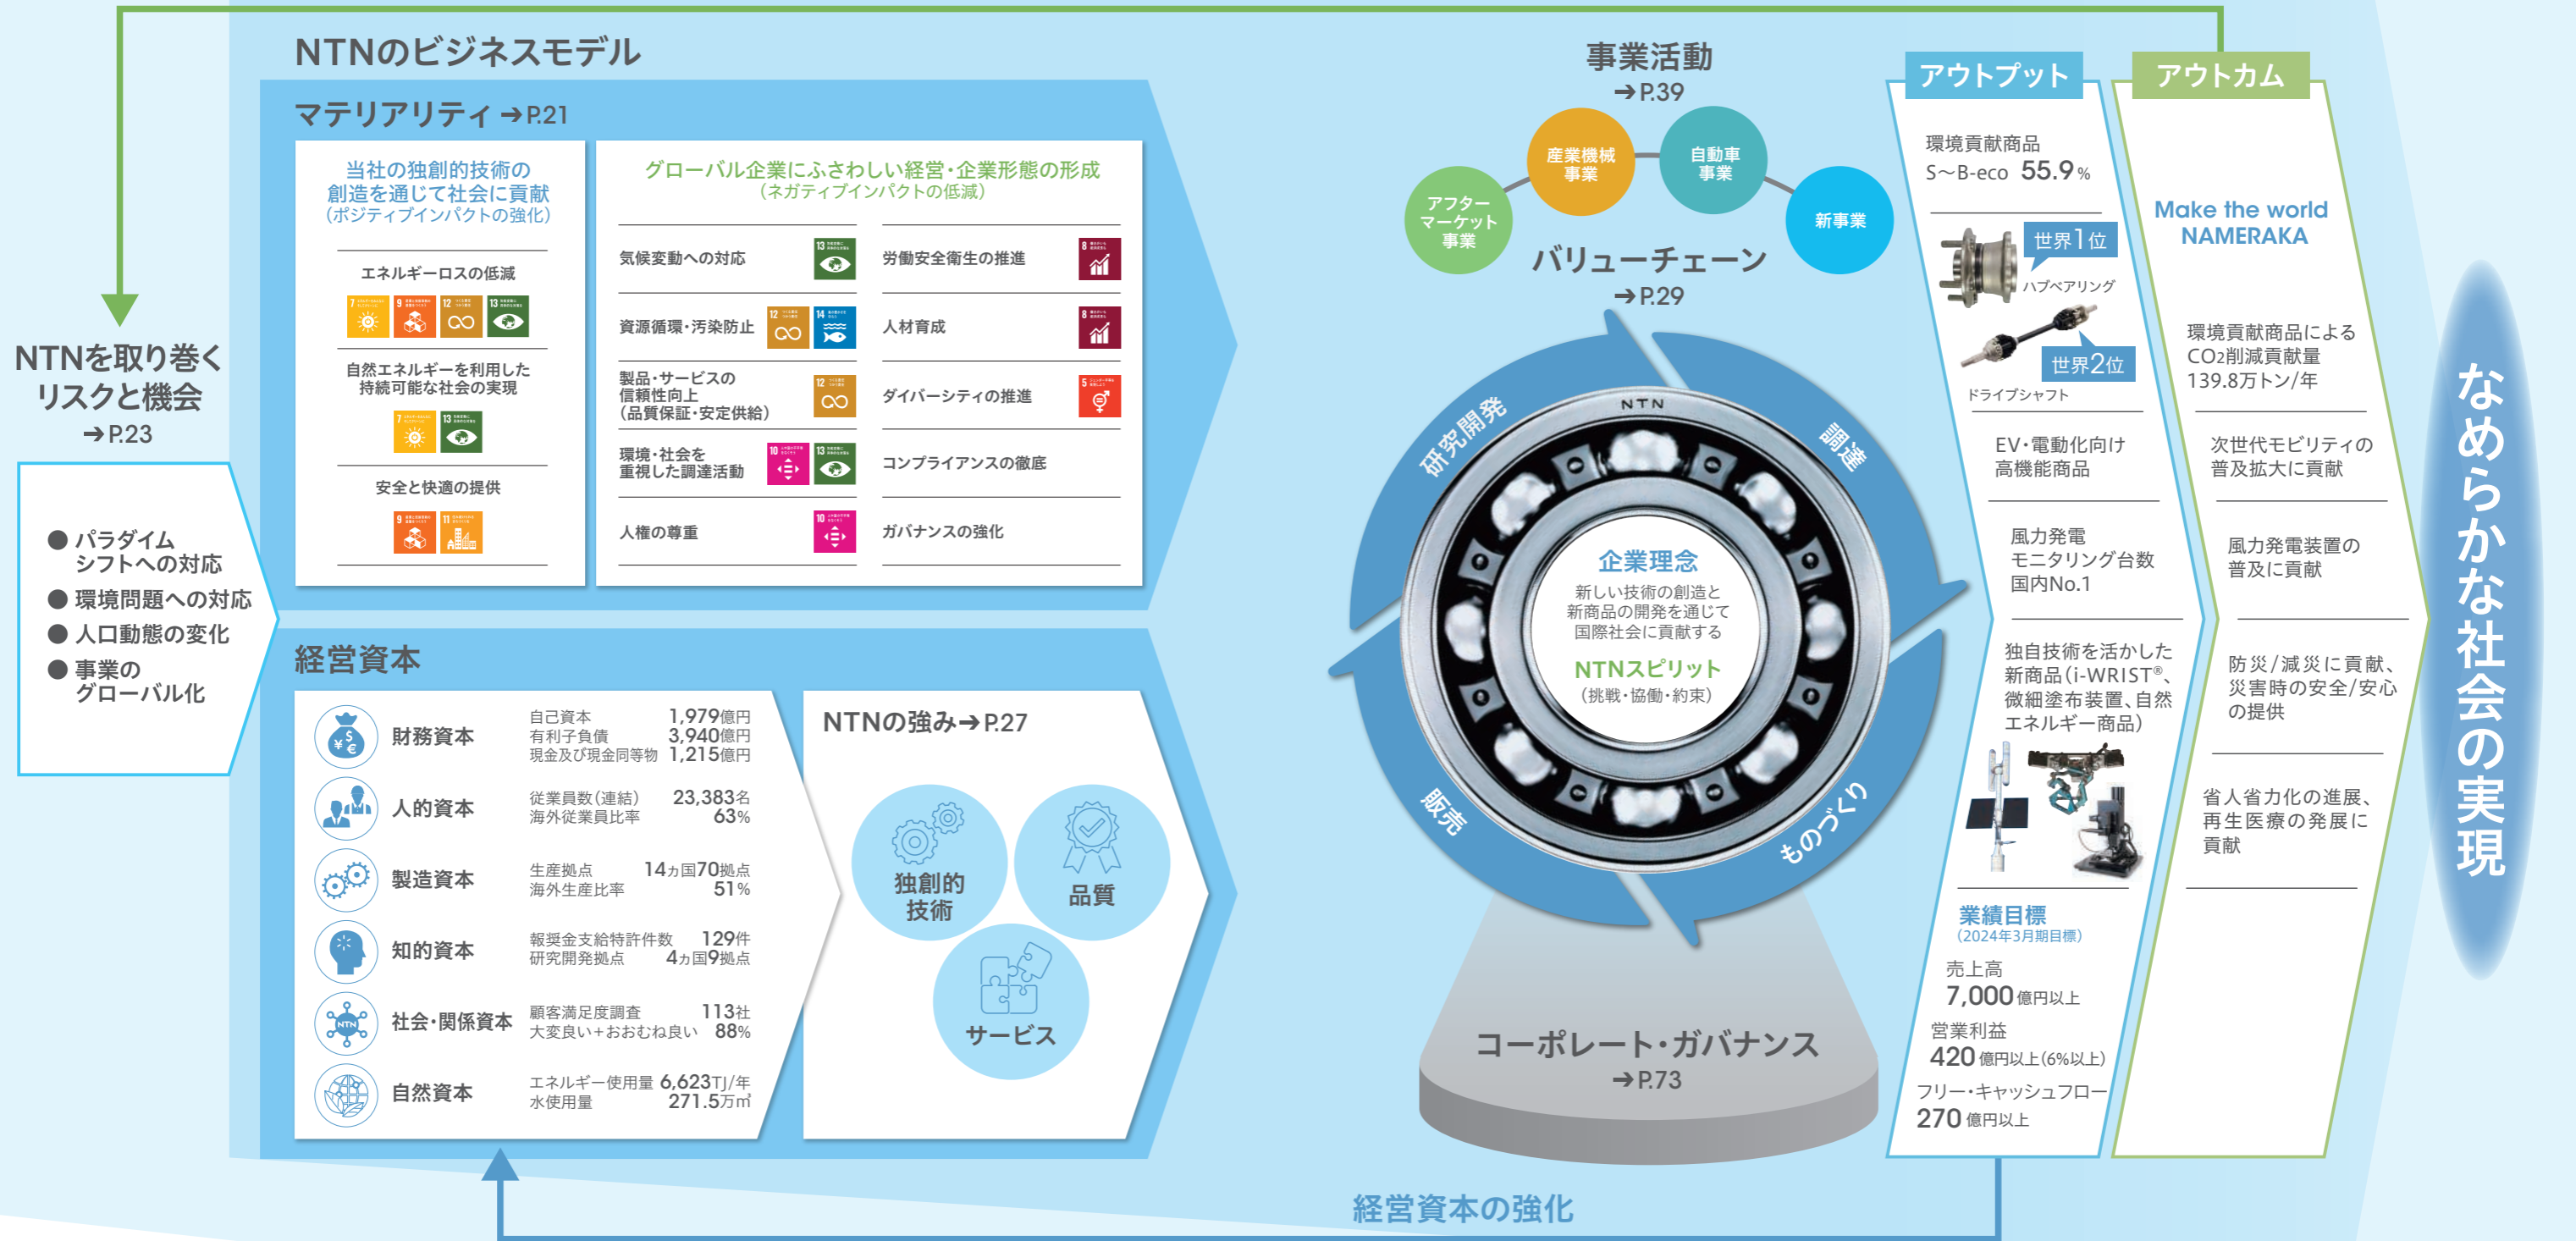 NTNのビジネスモデル
マテリアリティ ➔ P.21
当社の独創的技術の
創造を通じて社会に貢献
（ポジティブインパクトの強化）
エネルギーロスの低減
7
9
12
13
自然エネルギーを利用した
持続可能な社会の実現
7
13
安全と快適の提供
9
11
グローバル企業にふさわしい経営・企業形態の形成
（ネガティブインパクトの低減）
気候変動への対応
13
資源循環・汚染防止
12
14
製品・サービスの
信頼性向上
（品質保証・安定供給）
12
環境・社会を
重視した調達活動
10
13
人権の尊重
10
労働安全衛生の推進
8
人材育成
8
ダイバーシティの推進
5
コンプライアンスの徹底
ガバナンスの強化
NTNを取り巻く
リスクと機会
➔ P.23
● パラダイム
シフトへの対応
● 環境問題への対応
● 人口動態の変化
● 事業の
グローバル化
経営資本
財務資本
自己資本 1,979億円
有利子負債 3,940億円
現金及び現金同等物 1,215億円
人的資本
従業員数（連結） 23,383名
海外従業員比率 63%
製造資本
生産拠点 14ヵ国70拠点
海外生産比率 51%
知的資本
報奨金支給特許件数 129件
研究開発拠点 4ヵ国9拠点
NTN
社会・関係資本
顧客満足度調査 113社
大変良い＋おおむね良い 88%
自然資本
エネルギー使用量 6,623TJ/年
水使用量 271.5万㎥
NTNの強み➔P.27
独創的
技術
品質
サービス
事業活動
➔ P.39
アフター
マーケット
事業
産業機械
事業
自動車
事業
新事業
バリューチェーン
➔ P.29
研究開発
調達
ものづくり
販売
NTN
企業理念
新しい技術の創造と
新商品の開発を通じて
国際社会に貢献する
NTNスピリット
（挑戦・協働・約束）
コーポレート・ガバナンス
➔ P.73
経営資本の強化
アウトプット
環境貢献商品
S〜B-eco 55.9%
世界1位
ハブベアリング
世界2位
ドライブシャフト
EV・電動化向け
高機能商品
風力発電
モニタリング台数
国内No.1
独自技術を活かした
新商品（i-WRIST®、
微細塗布装置、自然
エネルギー商品）
業績目標
（2024年3月期目標）
売上高
7,000億円以上
営業利益
420億円以上（6%以上）
フリー・キャッシュフロー
270億円以上
アウトカム
Make the world
NAMERAKA
環境貢献商品による
CO2削減貢献量
139.8万トン/年
次世代モビリティの
普及拡大に貢献
風力発電装置の
普及に貢献
防災/減災に貢献、
災害時の安全/安心
の提供
省人省力化の進展、
再生医療の発展に
貢献
なめらかな社会の実現